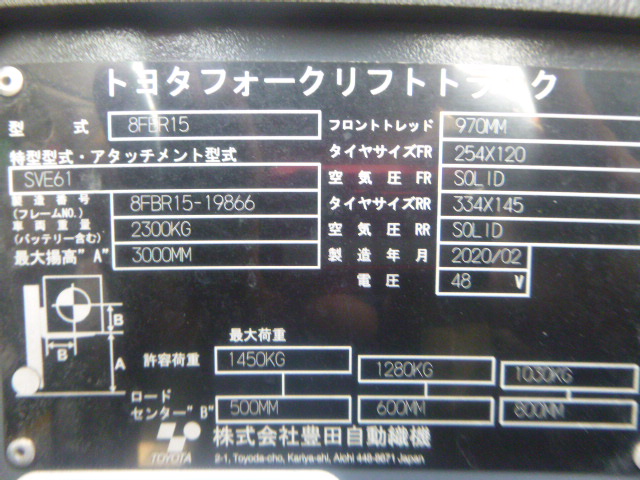 トヨタフォークリフトトラック
型式 8FBR15 フロントトレッド 970MM
特型型式・アタッチメント型式 タイヤサイズFR 254X120
SVE61 空気圧FR SOLID
製造番号(フレームNO.) 8FBR15-19866 タイヤサイズRR 334X145
車両重量(バッテリー含む) 2300KG 空気圧RR SOLID
最大揚高"A" 3000MM 製造年月 2020/02
電圧 48 V
B
B
A
最大荷重
許容荷重 1450KG 1280KG 1030KG
ロードセンター"B" 500MM 600MM 800MM
TOYOTA 株式会社豊田自動織機
2-1, Toyoda-cho, Kariya-shi, Aichi 448-8671 Japan